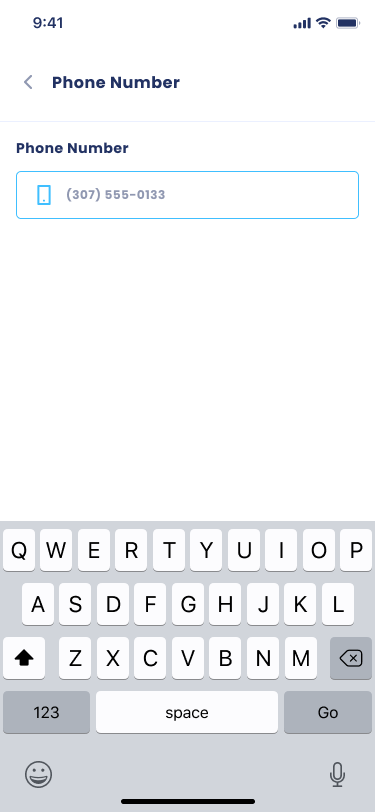 9:41
Phone Number
Phone Number
(307) 555-0133
Q W E R T Y U I O P
A S D F G H J K L
Z X C V B N M
123 space Go